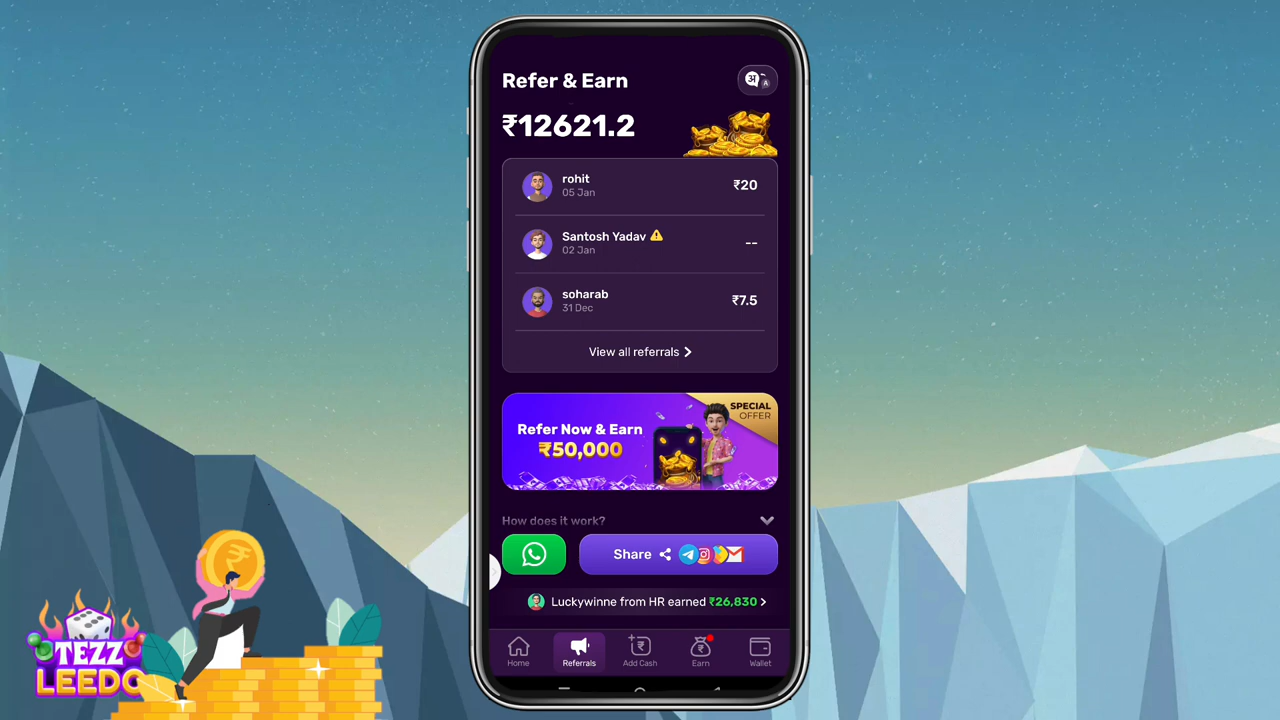 Refer & Earn
अ A
₹12621.2
rohit
05 Jan
₹20
Santosh Yadav
02 Jan
--
soharab
31 Dec
₹7.5
View all referrals
SPECIAL
OFFER
Refer Now & Earn
₹50,000
How does it work?
Share
Luckywinne from HR earned ₹26,830
Home
Referrals
Add Cash
Earn
Wallet
TEZZ
LEEDO